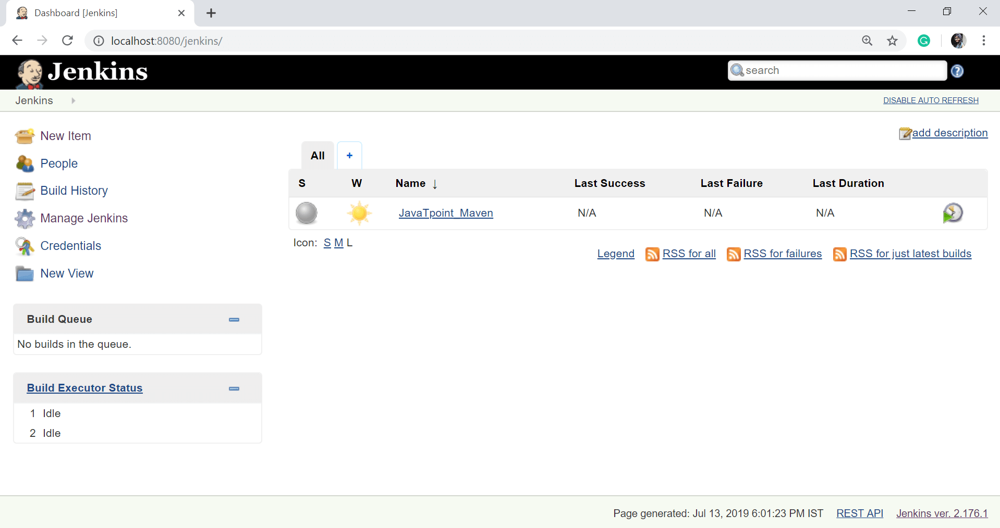 Dashboard [Jenkins]
localhost:8080/jenkins/
Jenkins
search
Jenkins
DISABLE AUTO REFRESH
New Item
People
Build History
Manage Jenkins
Credentials
New View
add description
All +
S W Name ↓ Last Success Last Failure Last Duration
JavaTpoint_Maven N/A N/A N/A
Icon: S M L
Legend RSS for all RSS for failures RSS for just latest builds
Build Queue
No builds in the queue.
Build Executor Status
1 Idle
2 Idle
Page generated: Jul 13, 2019 6:01:23 PM IST REST API Jenkins ver. 2.176.1